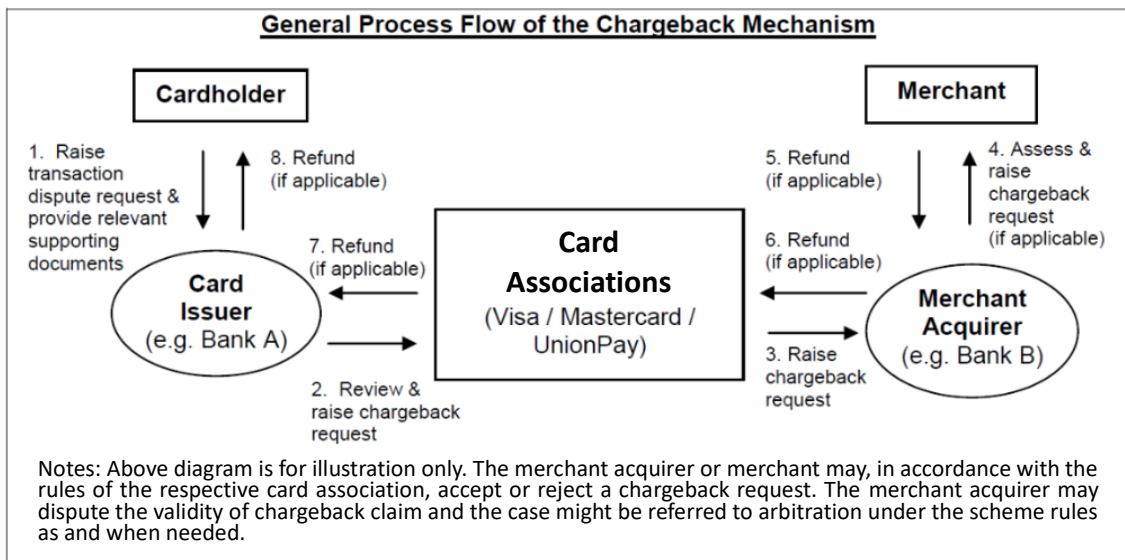 General Process Flow of the Chargeback Mechanism
Cardholder
Merchant
1. Raise
transaction
dispute request &
provide relevant
supporting
documents
8. Refund
(if applicable)
5. Refund
(if applicable)
4. Assess &
raise
chargeback
request
(if applicable)
Card
Associations
(Visa / Mastercard /
UnionPay)
7. Refund
(if applicable)
6. Refund
(if applicable)
Card
Issuer
(e.g. Bank A)
Merchant
Acquirer
(e.g. Bank B)
2. Review &
raise chargeback
request
3. Raise
chargeback
request
Notes: Above diagram is for illustration only. The merchant acquirer or merchant may, in accordance with the
rules of the respective card association, accept or reject a chargeback request. The merchant acquirer may
dispute the validity of chargeback claim and the case might be referred to arbitration under the scheme rules
as and when needed.